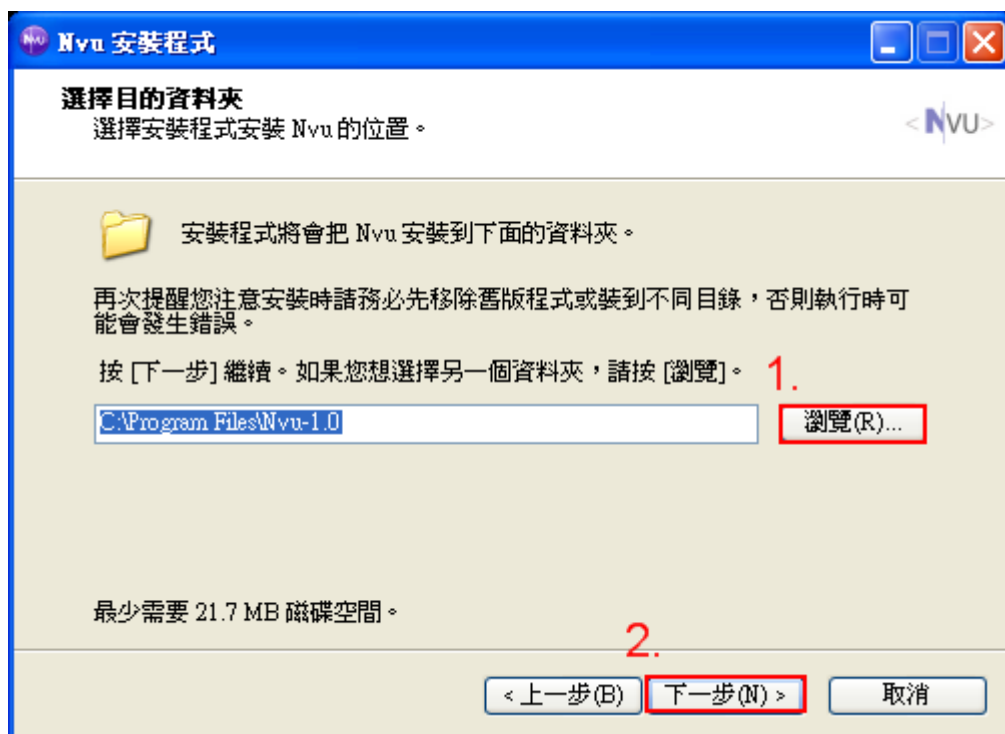 Nvu 安裝程式
選擇目的資料夾
選擇安裝程式安裝 Nvu 的位置。
<NVU>
安裝程式將會把 Nvu 安裝到下面的資料夾。
再次提醒您注意安裝時請務必先移除舊版程式或裝到不同目錄，否則執行時可
能會發生錯誤。
按 [下一步] 繼續。如果您想選擇另一個資料夾，請按 [瀏覽]。
1.
C:\Program Files\Nvu-1.0
瀏覽(R)...
最少需要 21.7 MB 磁碟空間。
2.
< 上一步(B)
下一步(N) >
取消